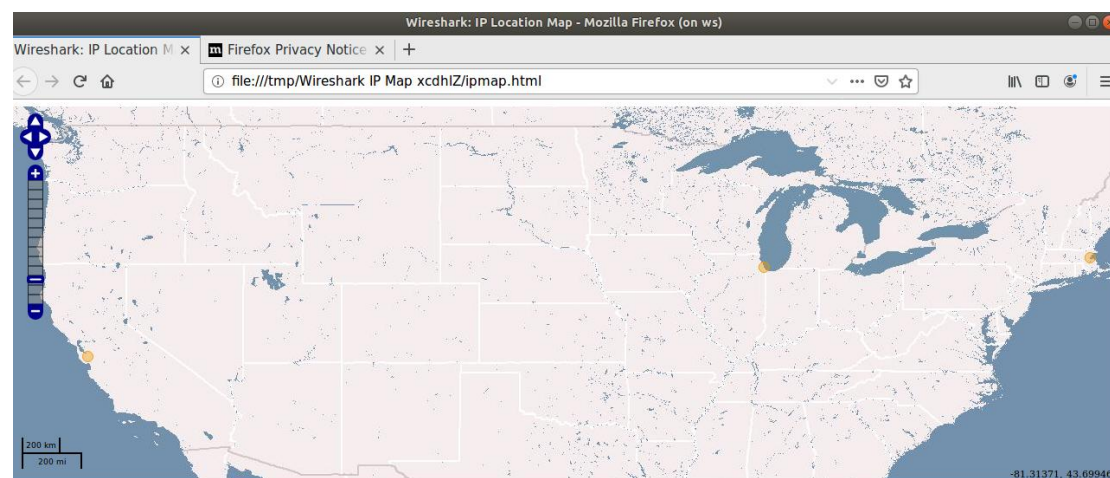 Wireshark: IP Location Map - Mozilla Firefox (on ws)
Wireshark: IP Location M
m Firefox Privacy Notice
file:///tmp/Wireshark IP Map xcdhlZ/ipmap.html
200 km
200 mi
-81.31371, 43.69946